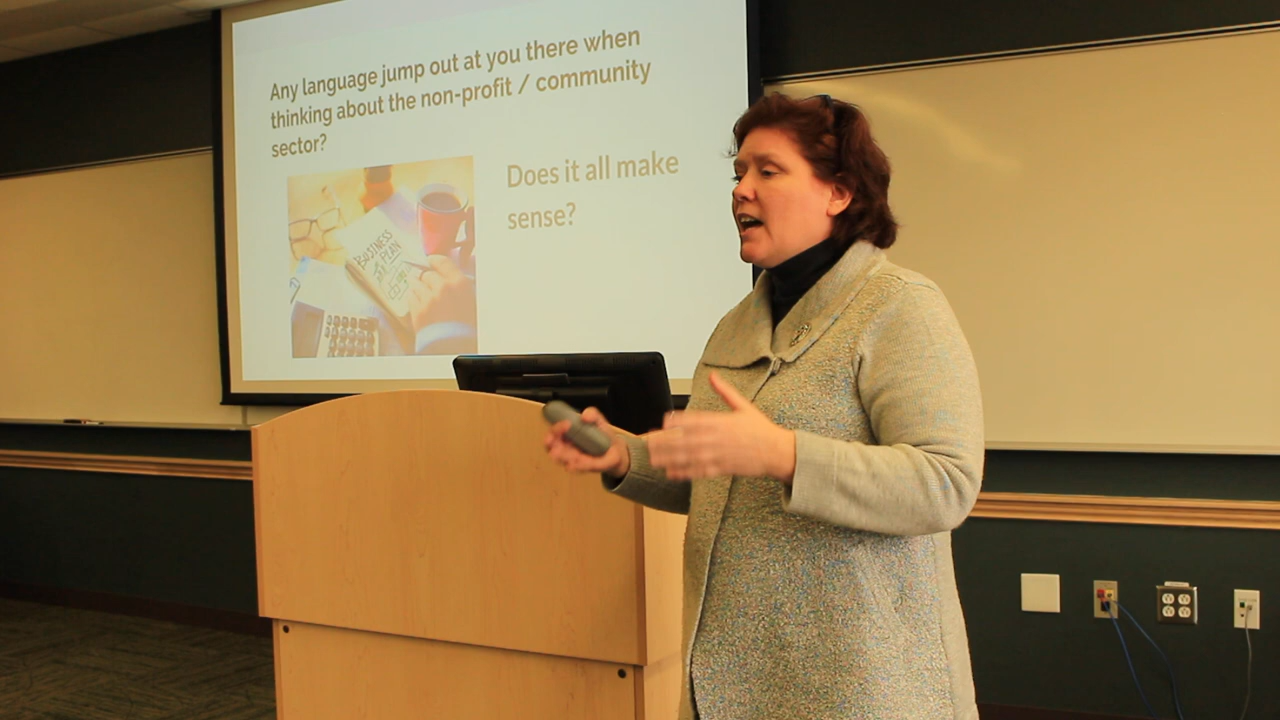 Any language jump out at you there when
thinking about the non-profit / community
sector?
Does it all make
sense?
BUSINESS
PLAN